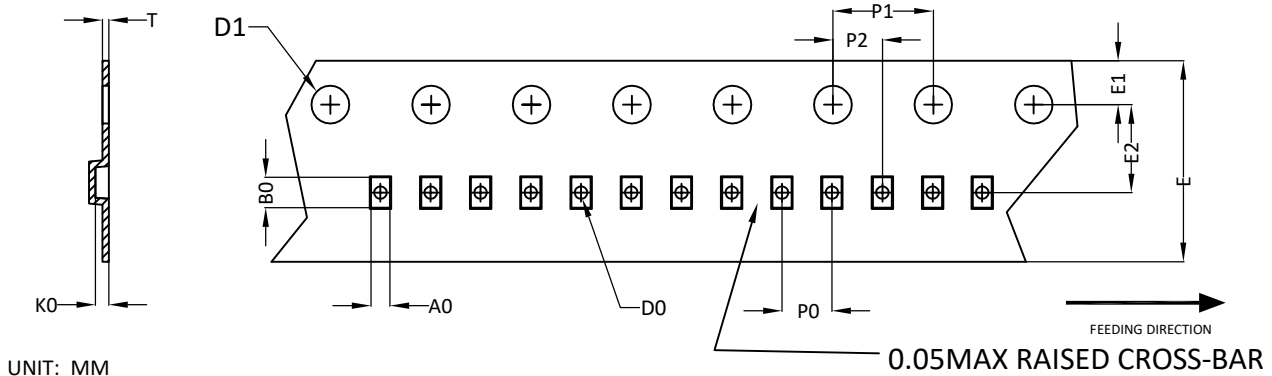 T
D1
P1
P2
E1
E2
E
B0
K0
A0
D0
P0
FEEDING DIRECTION
0.05MAX RAISED CROSS-BAR
UNIT: MM